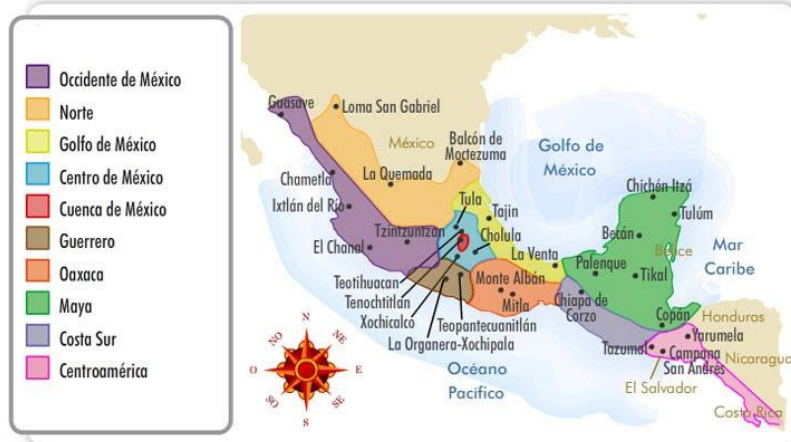 Occidente de México
Norte
Golfo de México
Centro de México
Cuenca de México
Guerrero
Oaxaca
Maya
Costa Sur
Centroamérica
Guasave
Loma San Gabriel
México
Balcón de
Moctezuma
Golfo de
México
La Quemada
Chametla
Ixtlán del Río
Tula
Tajin
Tzintzuntzan
Cholula
El Chanal
La Venta
Chichén Itzá
Tulúm
Becán
Belice
Mar
Caribe
Palenque
Tikal
Teotihuacan
Tenochtitlán
Xochicalco
Monte Albán
Mitla
Chiapa de
Corzo
Teopantecuanitlán
La Organera-Xochipala
Copán
Honduras
Yarumela
Tazumal
Campana
San Andrés
Nicaragua
El Salvador
Costa Rica
Océano
Pacífico
N
NO
NE
O
E
SO
SE
S